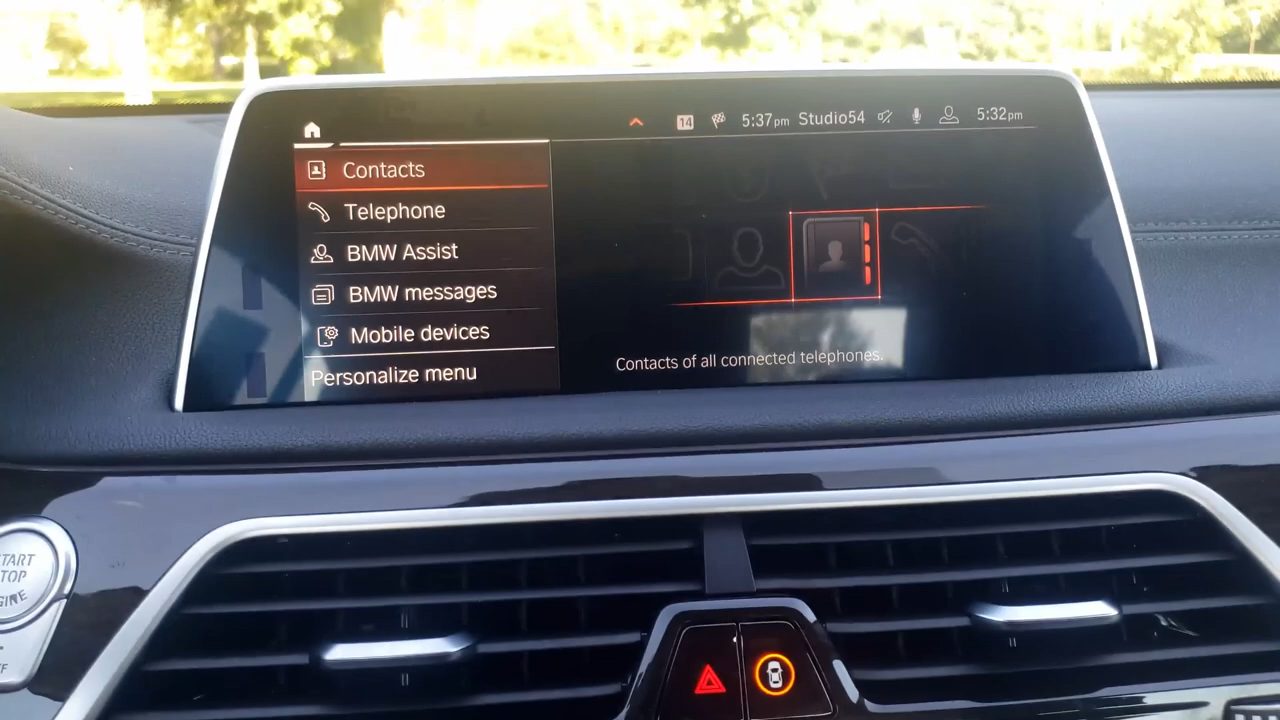 14 5:37pm Studio54 5:32pm
Contacts
Telephone
BMW Assist
BMW messages
Mobile devices
Personalize menu
Contacts of all connected telephones.
START
STOP
ENGINE